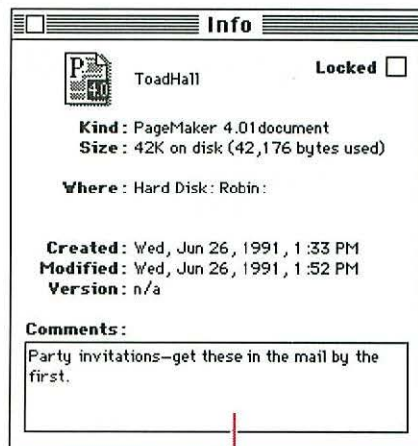 Info
P
4.0
ToadHall
Locked
Kind: PageMaker 4.01document
Size: 42K on disk (42,176 bytes used)
Where: Hard Disk: Robin:
Created: Wed, Jun 26, 1991, 1:33 PM
Modified: Wed, Jun 26, 1991, 1:52 PM
Version: n/a
Comments:
Party invitations—get these in the mail by the
first.